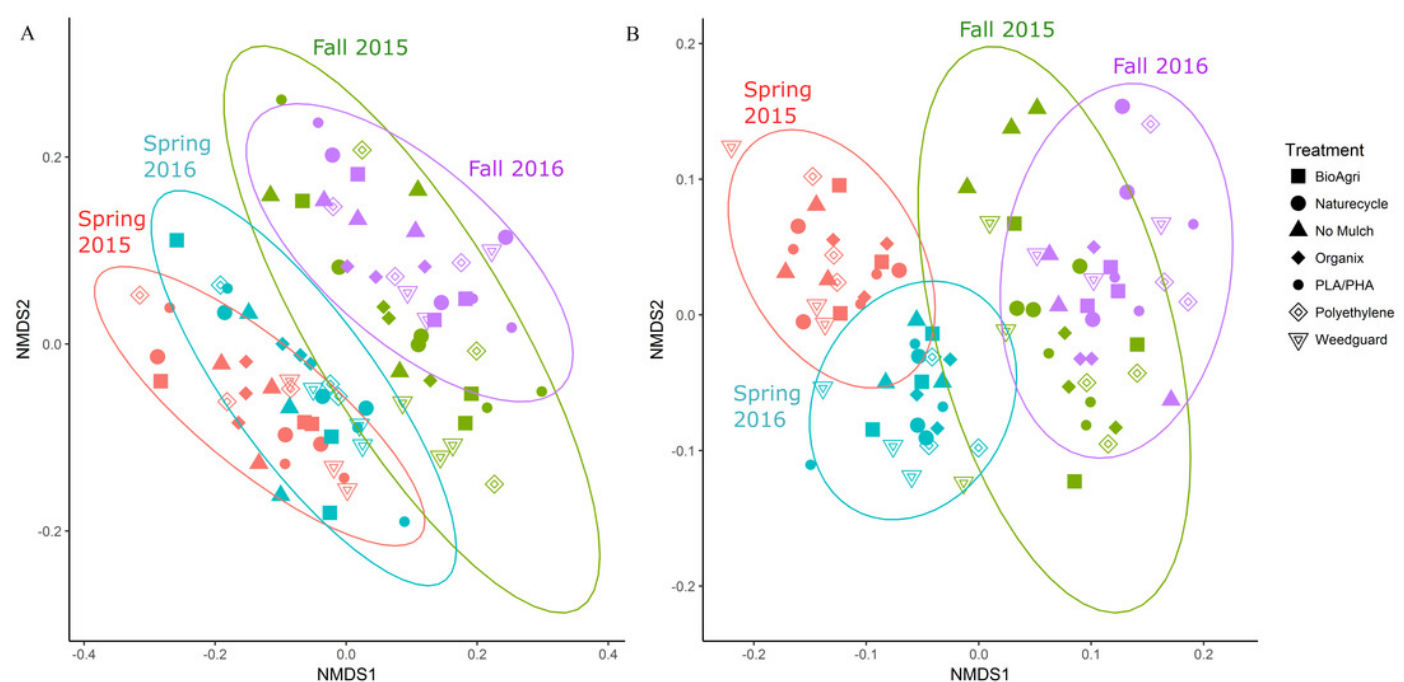 A
Fall 2015
Spring
2016
Fall 2016
Spring
2015
NMDS2
0.2
0.0
-0.2
-0.4
-0.2
0.0
0.2
0.4
NMDS1
B
Fall 2015
Fall 2016
Spring
2015
Spring
2016
NMDS2
0.2
0.1
0.0
-0.1
-0.2
-0.2
-0.1
0.0
0.1
0.2
NMDS1
Treatment
BioAgri
Naturecycle
No Mulch
Organix
PLA/PHA
Polyethylene
Weedguard